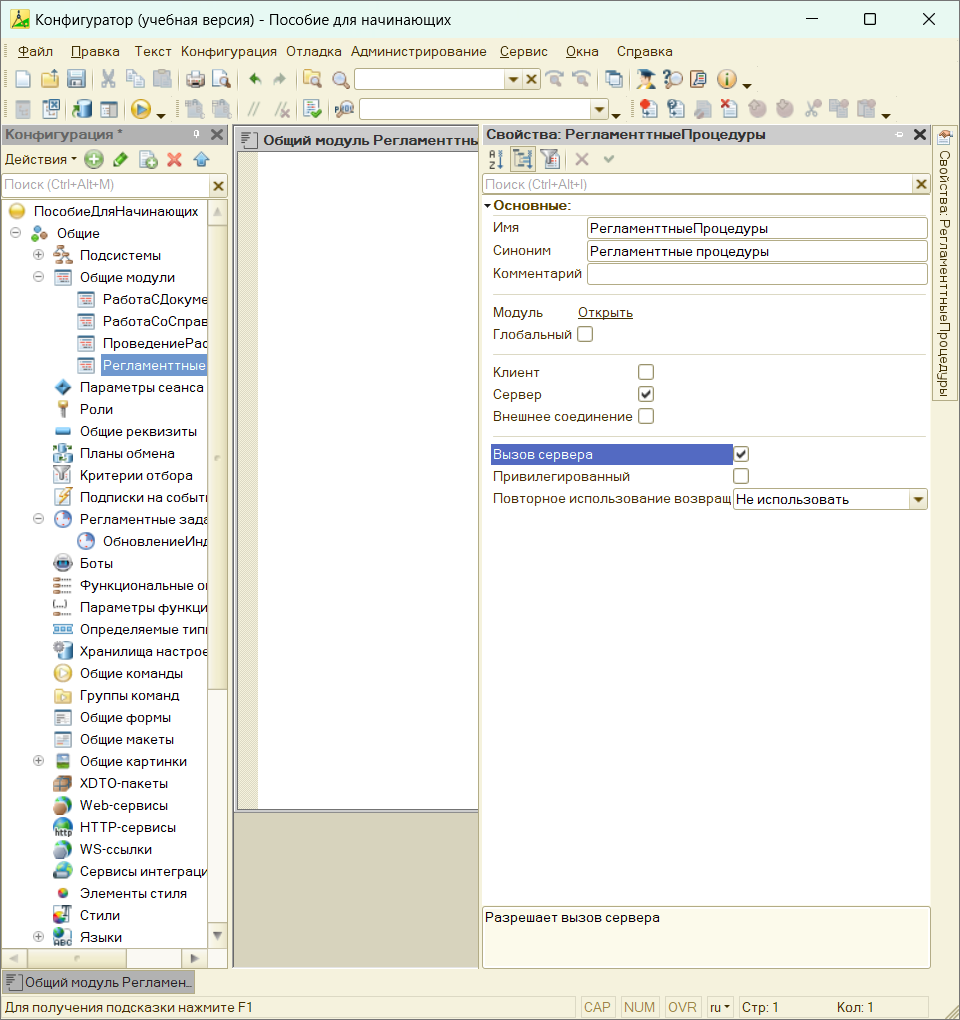 Конфигуратор (учебная версия) - Пособие для начинающих
Файл Правка Текст Конфигурация Отладка Администрирование Сервис Окна Справка
Конфигурация *
Действия
Поиск (Ctrl+Alt+M)
ПособиеДляНачинающих
Общие
Подсистемы
Общие модули
РаботаСДокуме
РаботаСоСправ
ПроведениеРас
Регламенттные
Параметры сеанса
Роли
Общие реквизиты
Планы обмена
Критерии отбора
Подписки на событ
Регламентные зада
ОбновлениеИнд
Боты
Функциональные о
Параметры функци
Определяемые тип
Хранилища настрое
Общие команды
Группы команд
Общие формы
Общие макеты
Общие картинки
XDTO-пакеты
Web-сервисы
HTTP-сервисы
WS-ссылки
Сервисы интеграци
Элементы стиля
Стили
Языки
Общий модуль Регламенттнь
Свойства: РегламенттныеПроцедуры
Поиск (Ctrl+Alt+I)
Основные:
Имя РегламенттныеПроцедуры
Синоним Регламенттные процедуры
Комментарий
Модуль Открыть
Глобальный
Клиент
Сервер
Внешнее соединение
Вызов сервера
Привилегированный
Повторное использование возвращ Не использовать
Разрешает вызов сервера
Свойства: РегламенттныеПроцедуры
Общий модуль Регламен...
Для получения подсказки нажмите F1 CAP NUM OVR ru Стр: 1 Кол: 1